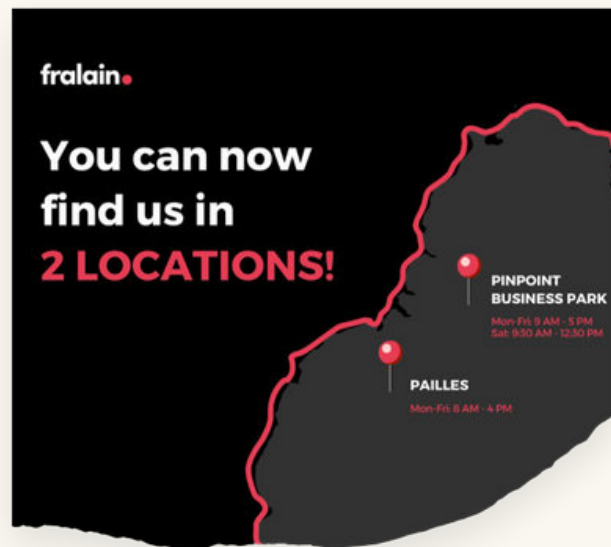 fralain.
You can now
find us in
2 LOCATIONS!
PINPOINT
BUSINESS PARK
Mon-Fri: 9 AM - 5 PM
Sat: 9:30 AM - 12:30 PM
PAILLES
Mon-Fri: 8 AM - 4 PM